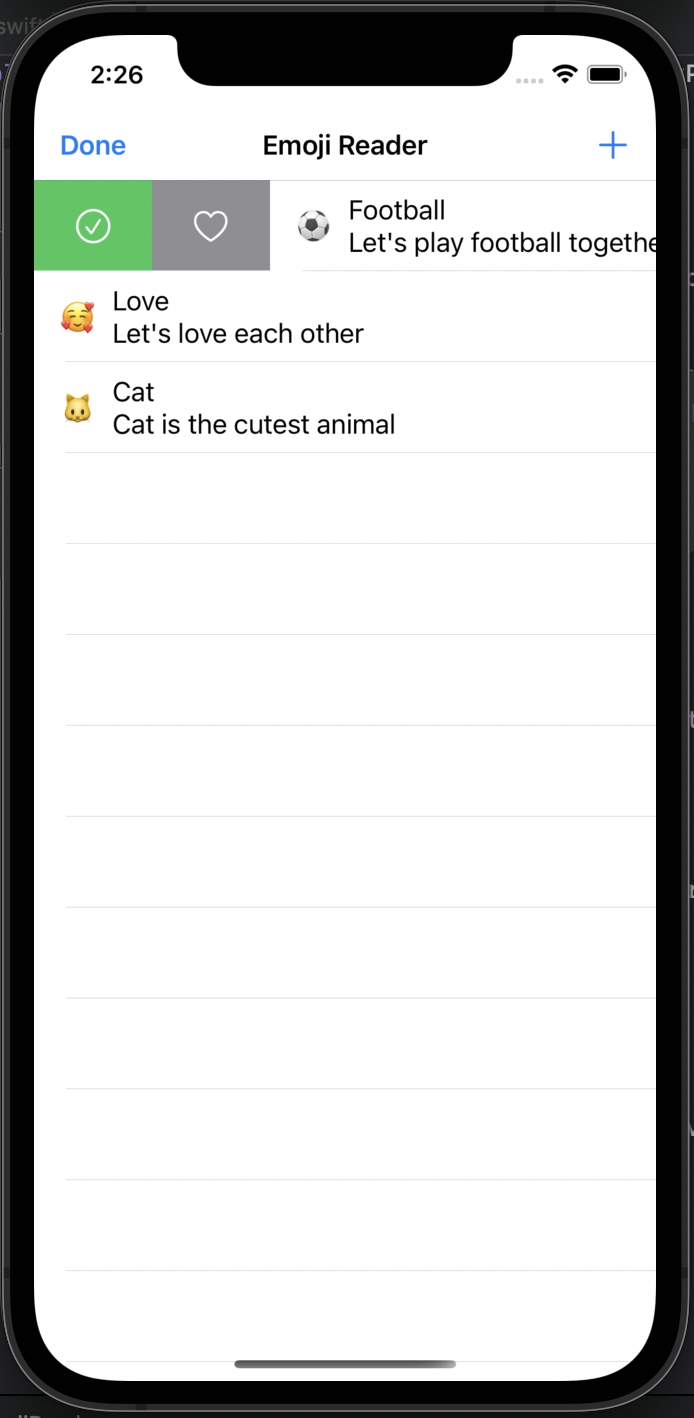 swift
2:26
Done
Emoji Reader
Football
Let's play football togethe
Love
Let's love each other
Cat
Cat is the cutest animal